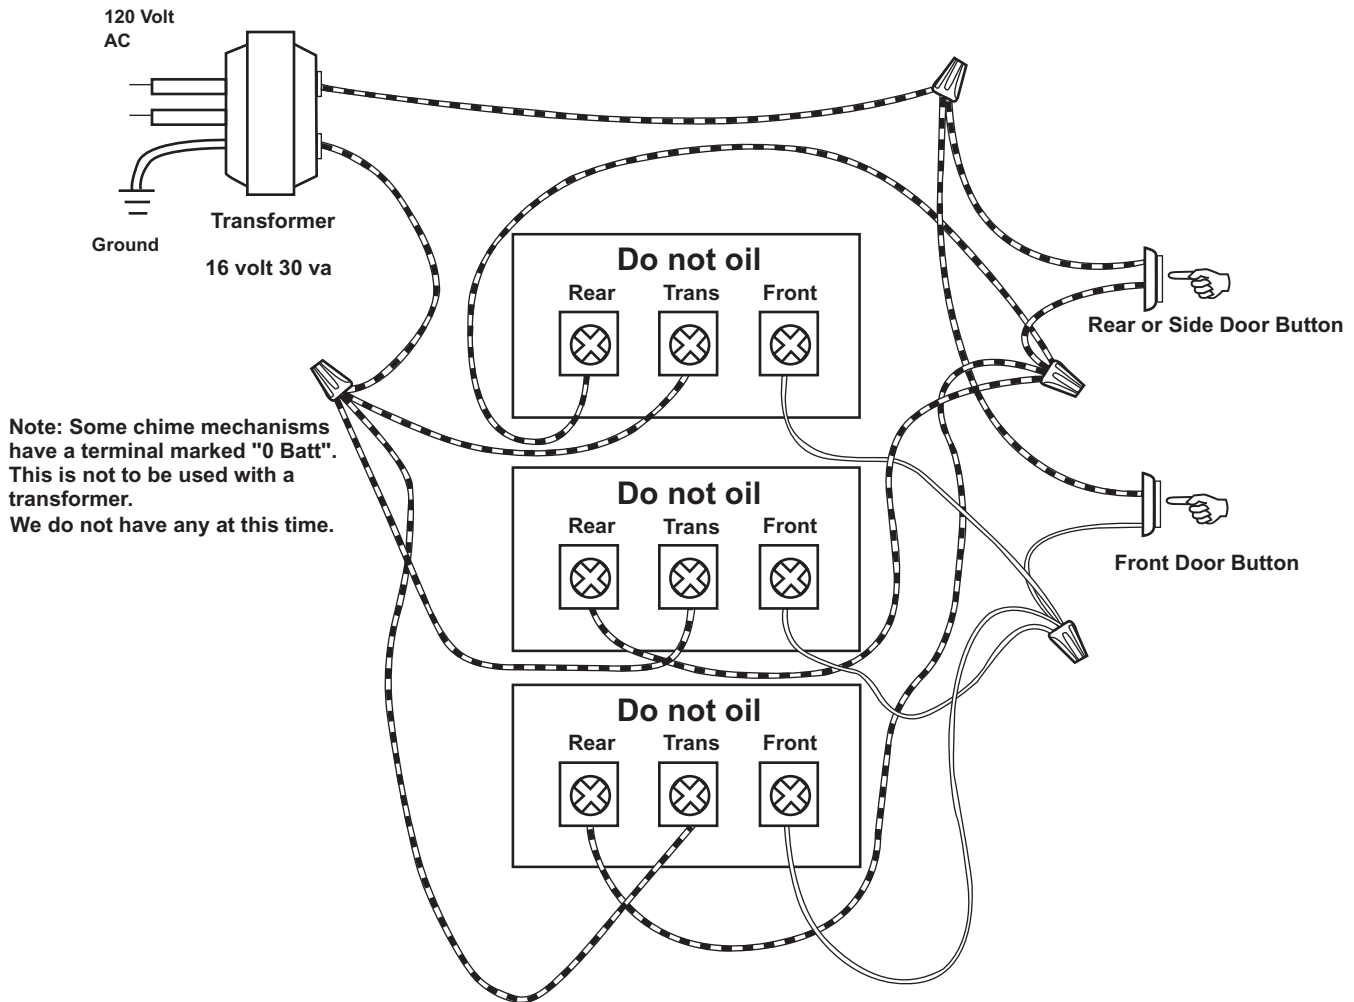 120 Volt
AC
Transformer
Ground
16 volt 30 va
Do not oil
Rear Trans Front
Rear or Side Door Button
Note: Some chime mechanisms
have a terminal marked "0 Batt".
This is not to be used with a
transformer.
We do not have any at this time.
Do not oil
Rear Trans Front
Front Door Button
Do not oil
Rear Trans Front